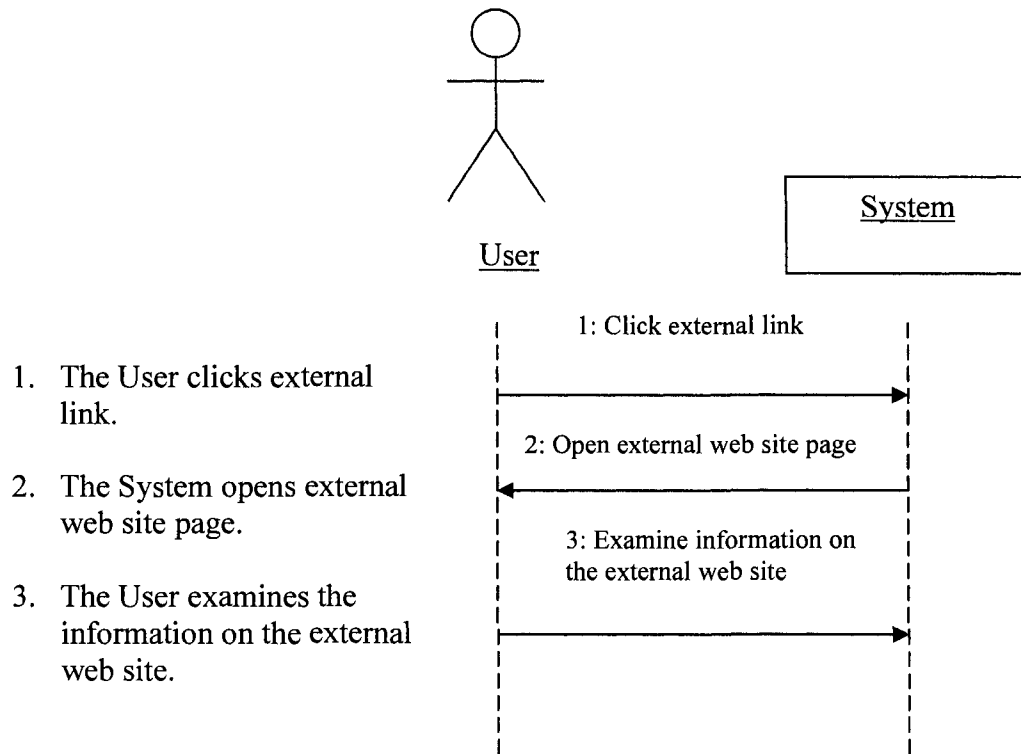 System
User
1: Click external link
1. The User clicks external
link.
2: Open external web site page
2. The System opens external
web site page.
3: Examine information on
the external web site
3. The User examines the
information on the external
web site.